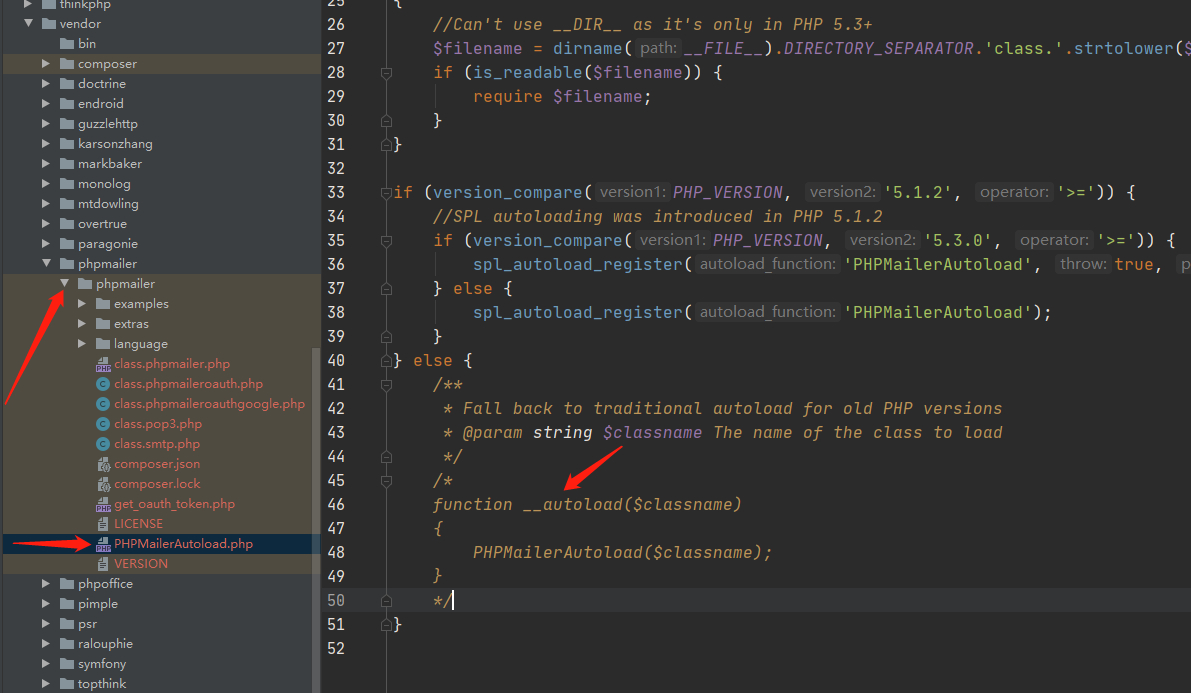 thinkphp
vendor
bin
composer
doctrine
endroid
guzzlehttp
karsonzhang
markbaker
monolog
mtdowling
overtrue
paragonie
phpmailer
phpmailer
examples
extras
language
class.phpmailer.php
class.phpmaileroauth.php
class.phpmaileroauthgoogle.php
class.pop3.php
class.smtp.php
composer.json
composer.lock
get_oauth_token.php
LICENSE
PHPMailerAutoload.php
VERSION
phpoffice
pimple
psr
ralouphie
symfony
topthink
25 {
26 //Can't use __DIR__ as it's only in PHP 5.3+
27 $filename = dirname( path: __FILE__).DIRECTORY_SEPARATOR.'class.'.strtolower($
28 if (is_readable($filename)) {
29 require $filename;
30 }
31 }
32
33 if (version_compare( version1: PHP_VERSION, version2: '5.1.2', operator: '>=')) {
34 //SPL autoloading was introduced in PHP 5.1.2
35 if (version_compare( version1: PHP_VERSION, version2: '5.3.0', operator: '>=')) {
36 spl_autoload_register( autoload_function: 'PHPMailerAutoload', throw: true, p
37 } else {
38 spl_autoload_register( autoload_function: 'PHPMailerAutoload');
39 }
40 } else {
41 /**
42 * Fall back to traditional autoload for old PHP versions
43 * @param string $classname The name of the class to load
44 */
45 /*
46 function __autoload($classname)
47 {
48 PHPMailerAutoload($classname);
49 }
50 */
51 }
52